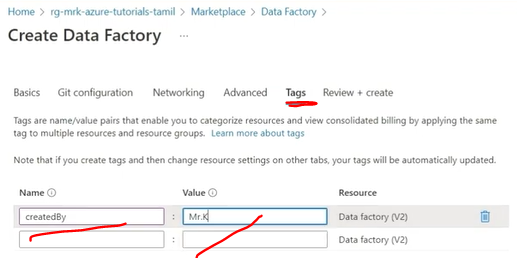 Home > rg-mrk-azure-tutorials-tamil > Marketplace > Data Factory >
Create Data Factory ...
Basics Git configuration Networking Advanced Tags Review + create
Tags are name/value pairs that enable you to categorize resources and view consolidated billing by applying the same
tag to multiple resources and resource groups. Learn more about tags
Note that if you create tags and then change resource settings on other tabs, your tags will be automatically updated.
Name Value Resource
createdBy : Mr.K Data factory (V2)
: Data factory (V2)